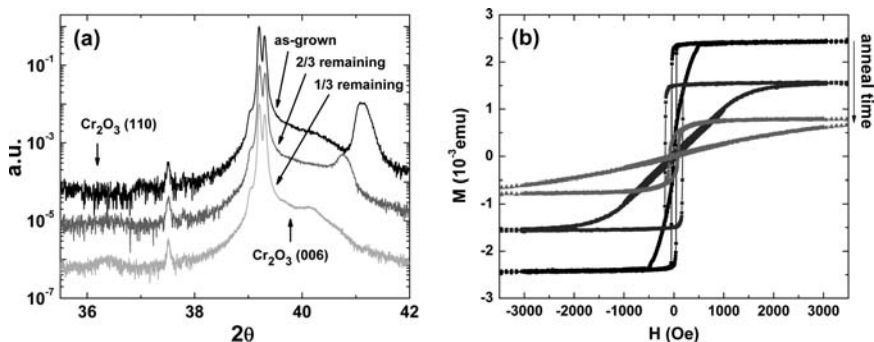 (a)
as-grown
2/3 remaining
1/3 remaining
Cr₂O₃ (110)
Cr₂O₃ (006)
10⁻¹
10⁻³
10⁻⁵
10⁻⁷
a.u.
36
38
40
42
2θ
(b)
3
2
1
0
-1
-2
-3
M (10⁻³emu)
-3000
-2000
-1000
0
1000
2000
3000
H (Oe)
anneal time